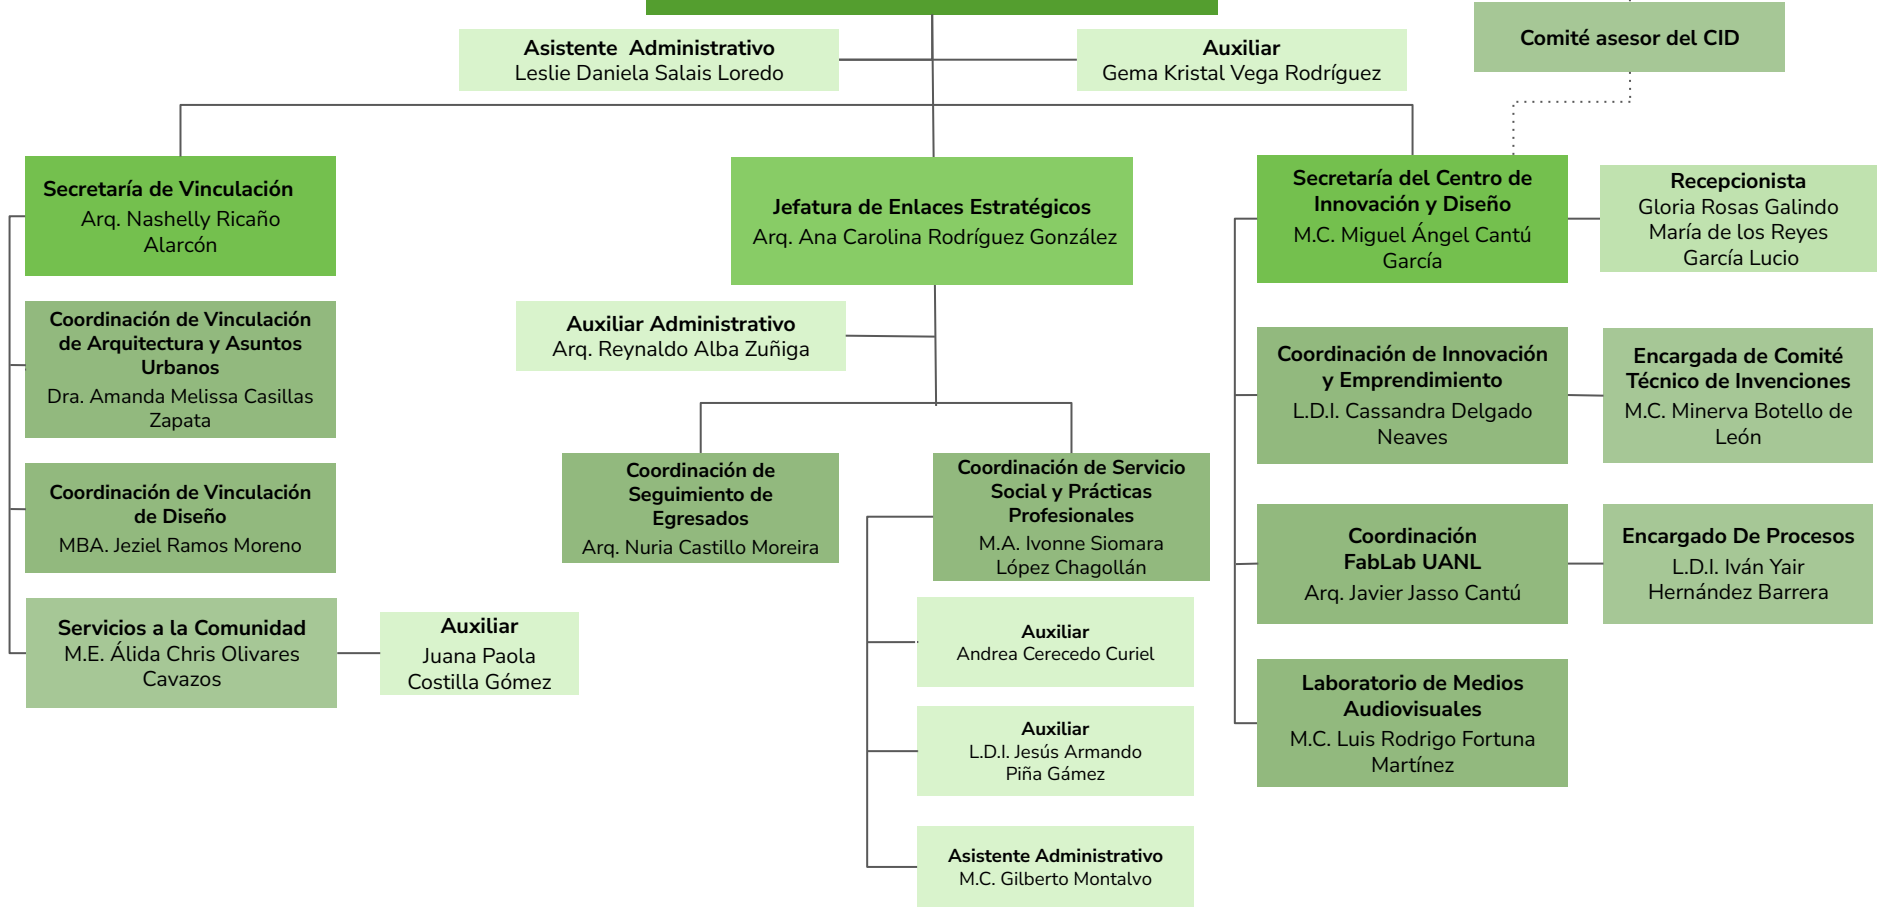 Asistente  Administrativo
Leslie Daniela Salais Loredo
Auxiliar
Gema Kristal Vega Rodríguez
Comité asesor del CID
Secretaría de Vinculación
Arq. Nashelly Ricaño
Alarcón
Jefatura de Enlaces Estratégicos
Arq. Ana Carolina Rodríguez González
Secretaría del Centro de
Innovación y Diseño
M.C. Miguel Ángel Cantú
García
Recepcionista
Gloria Rosas Galindo
María de los Reyes
García Lucio
Coordinación de Vinculación
de Arquitectura y Asuntos
Urbanos
Dra. Amanda Melissa Casillas
Zapata
Auxiliar Administrativo
Arq. Reynaldo Alba Zuñiga
Coordinación de Innovación
y Emprendimiento
L.D.I. Cassandra Delgado
Neaves
Encargada de Comité
Técnico de Invenciones
M.C. Minerva Botello de
León
Coordinación de Vinculación
de Diseño
MBA. Jeziel Ramos Moreno
Coordinación de
Seguimiento de
Egresados
Arq. Nuria Castillo Moreira
Coordinación de Servicio
Social y Prácticas
Profesionales
M.A. Ivonne Siomara
López Chagollán
Coordinación
FabLab UANL
Arq. Javier Jasso Cantú
Encargado De Procesos
L.D.I. Iván Yair
Hernández Barrera
Servicios a la Comunidad
M.E. Álida Chris Olivares
Cavazos
Auxiliar
Juana Paola
Costilla Gómez
Auxiliar
Andrea Cerecedo Curiel
Laboratorio de Medios
Audiovisuales
M.C. Luis Rodrigo Fortuna
Martínez
Auxiliar
L.D.I. Jesús Armando
Piña Gámez
Asistente Administrativo
M.C. Gilberto Montalvo